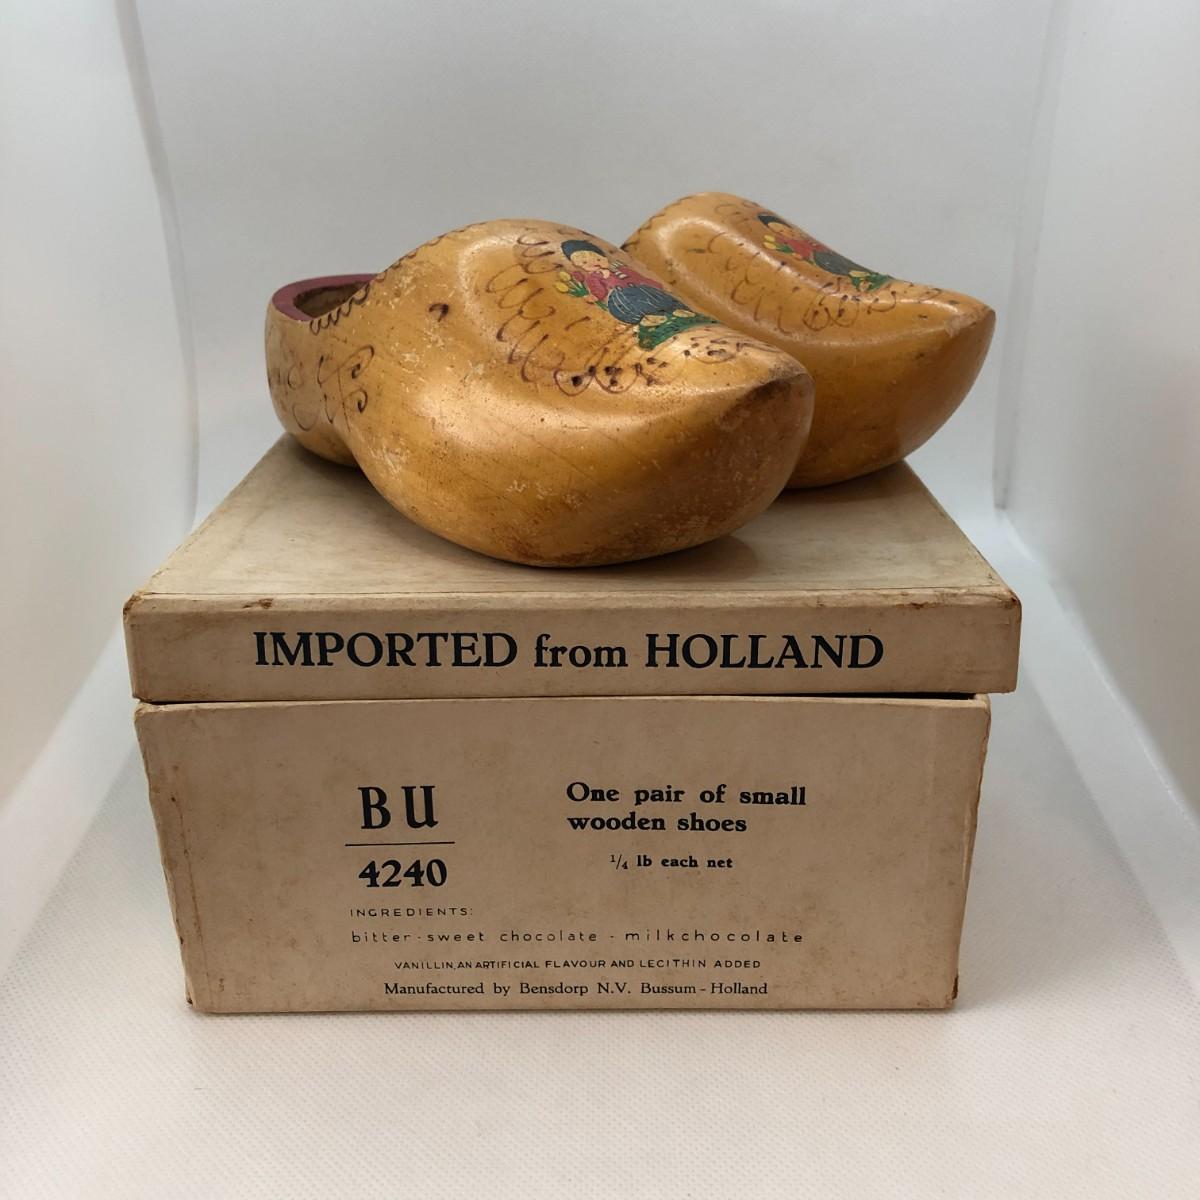 IMPORTED from HOLLAND
BU
4240
One pair of small
wooden shoes
1/4 lb each net
INGREDIENTS:
bitter-sweet chocolate - milkchocolate
VANILLIN, AN ARTIFICIAL FLAVOUR AND LECITHIN ADDED
Manufactured by Bensdorp N.V. Bussum - Holland